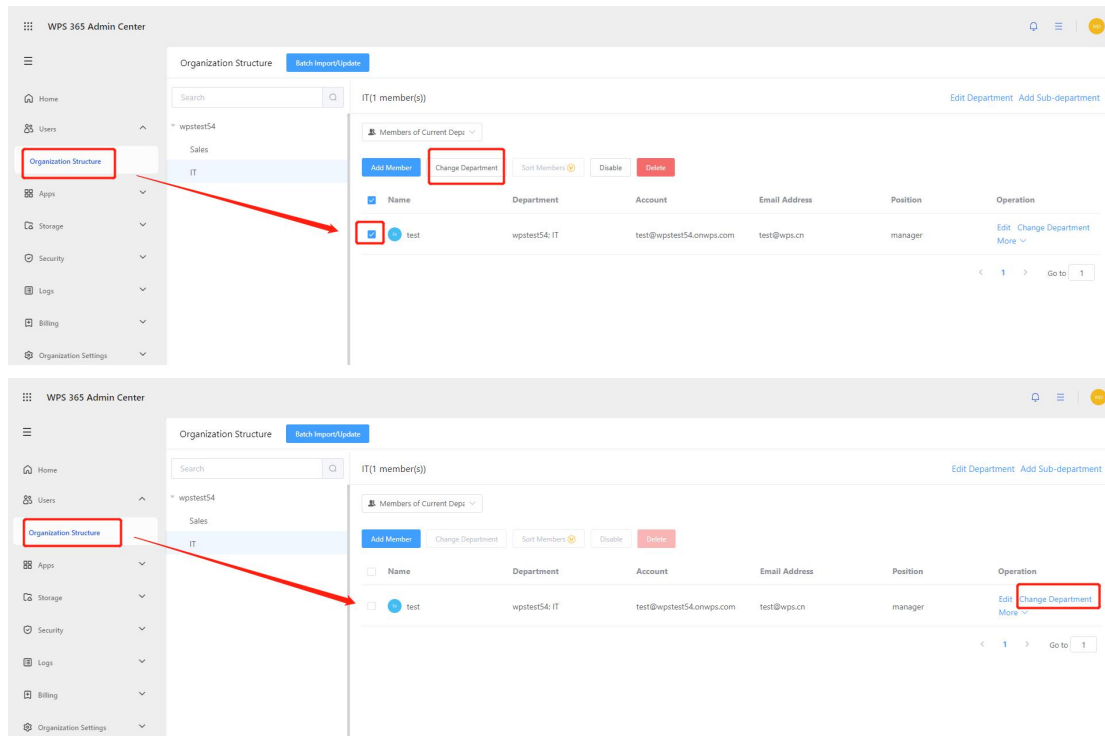 WPS 365 Admin Center
Organization Structure Batch Import/Update
Home
Users
Organization Structure
Apps
Storage
Security
Logs
Billing
Organization Settings
Search
wpstest54
Sales
IT
IT(1 member(s)) Edit Department Add Sub-department
Members of Current Depa
Add Member Change Department Sort Members Disable Delete
Name Department Account Email Address Position Operation
test wpstest54; IT test@wpstest54.onwps.com test@wps.cn manager Edit Change Department
More
< 1 > Go to 1
WPS 365 Admin Center
Organization Structure Batch Import/Update
Home
Users
Organization Structure
Apps
Storage
Security
Logs
Billing
Organization Settings
Search
wpstest54
Sales
IT
IT(1 member(s)) Edit Department Add Sub-department
Members of Current Depa
Add Member Change Department Sort Members Disable Delete
Name Department Account Email Address Position Operation
test wpstest54; IT test@wpstest54.onwps.com test@wps.cn manager Edit Change Department
More
< 1 > Go to 1